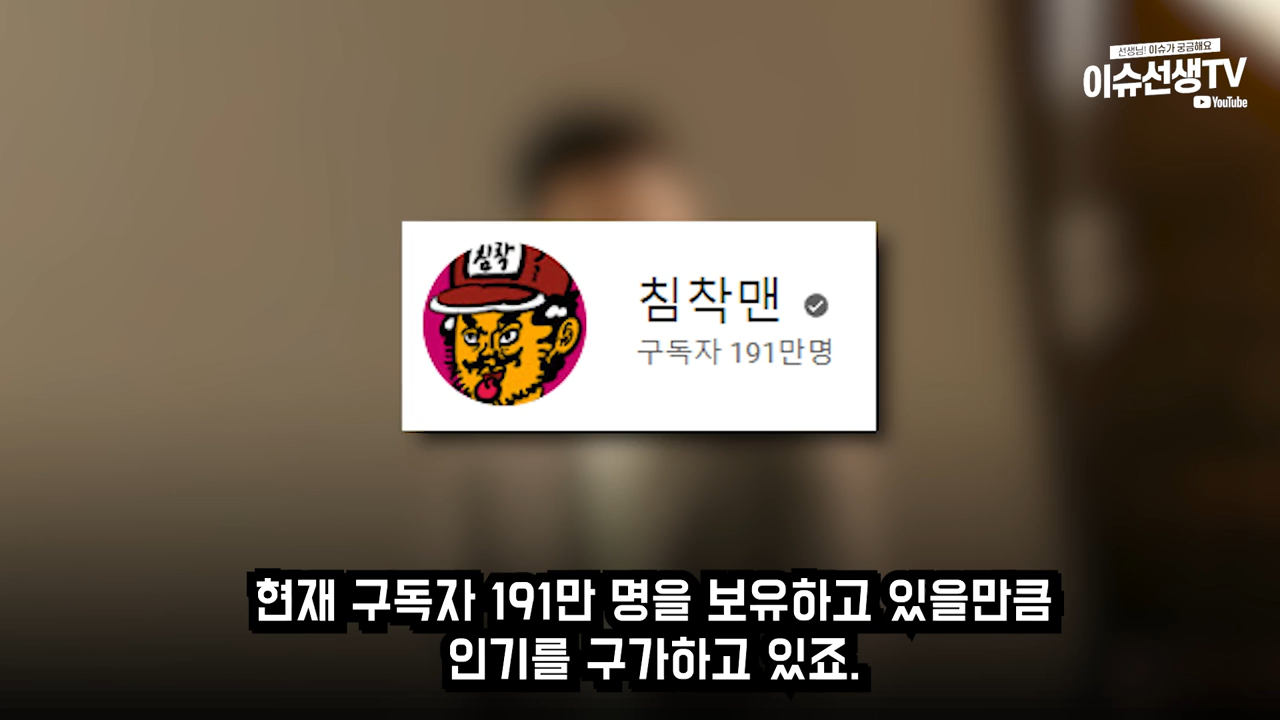 선생님! 이슈가 궁금해요
이슈선생TV
YouTube
침착
침착맨
구독자 191만명
현재 구독자 191만 명을 보유하고 있을만큼
인기를 구가하고 있죠.